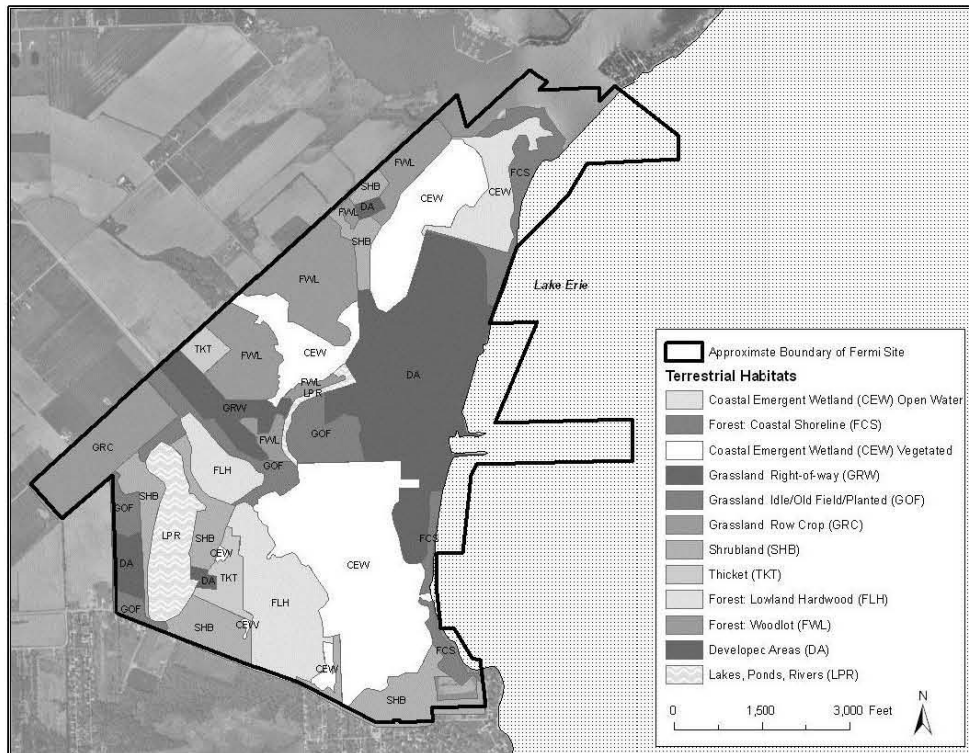 FWL
SHB
DA
FWL
CEW
CEW
FCS
SHB
FWL
Lake Erie
TKT
FWL
CEW
FWL
LPR
DA
GRW
GOF
GRC
FWL
GOF
FLH
SHB
GOF
LPR
SHB
CEW
DA
DA
TKT
CEW
FCS
FLH
GOF
SHB
CEW
CEW
FCS
SHB
Approximste Boundary of Fermi Site
Terrestrial Habitats
Coastal Emergent Wetland (CEW) Open Water
Forest: Coastal Shoreline (FCS)
Coastal Emergent Wetland (CEW) Vegetated
Grassland Right-of-way (GRW)
Grassland Idle/Old Field/Planted (GOF)
Grassland Row Crop (GRC)
Shrubland (SHB)
Thicket (TKT)
Forest: Lowland Hardwood (FLH)
Forest: Woodlot (FWL)
Developec Areas (DA)
Lakes, Ponds, Rivers (LPR)
N
0 1,500 3,000 Feet